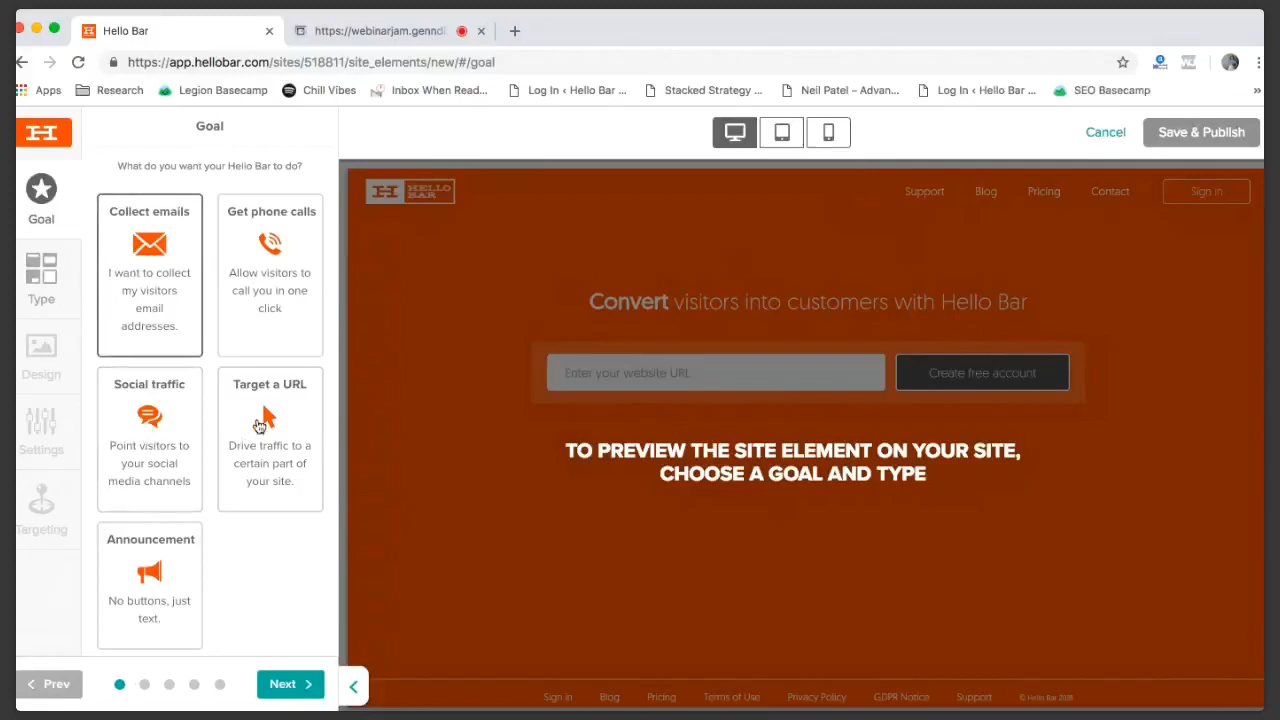 Hello Bar
https://webinarjam.genndi
https://app.hellobar.com/sites/518811/site_elements/new/#/goal
Apps
Research
Legion Basecamp
Chill Vibes
Inbox When Read...
Log In ‹ Hello Bar ...
Stacked Strategy ...
Neil Patel – Advan...
Log In ‹ Hello Bar ...
SEO Basecamp
»
Goal
Type
Design
Settings
Targeting
Goal
What do you want your Hello Bar to do?
Collect emails
I want to collect
my visitors
email
addresses.
Get phone calls
Allow visitors to
call you in one
click
Social traffic
Point visitors to
your social
media channels
Target a URL
Drive traffic to a
certain part of
your site.
Announcement
No buttons, just
text.
Prev
Next
Cancel
Save & Publish
HELLO
BAR
Support
Blog
Pricing
Contact
Sign in
Convert visitors into customers with Hello Bar
Enter your website URL
Create free account
TO PREVIEW THE SITE ELEMENT ON YOUR SITE,
CHOOSE A GOAL AND TYPE
Sign in
Blog
Pricing
Terms of Use
Privacy Policy
GDPR Notice
Support
© Hello Bar 2018